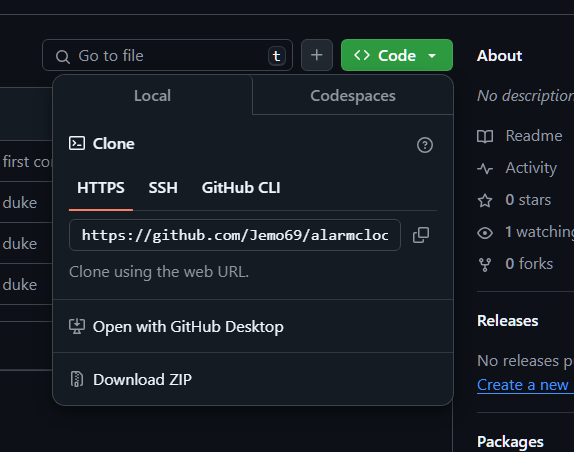 Go to file
t
+
<> Code
About
Local
Codespaces
No description
Clone
?
Readme
first
Activity
HTTPS
SSH
GitHub CLI
duke
0 stars
https://github.com/Jemo69/alarmcloc
1 watching
duke
0 forks
Clone using the web URL.
duke
Releases
Open with GitHub Desktop
No releases
Create a new
Download ZIP
Packages